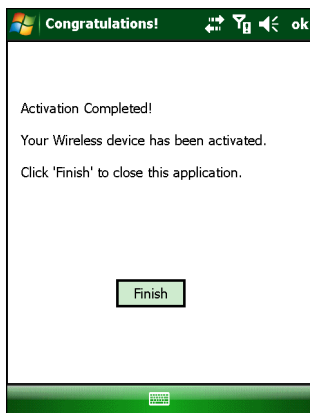 Congratulations! ok
Activation Completed!
Your Wireless device has been activated.
Click 'Finish' to close this application.
Finish